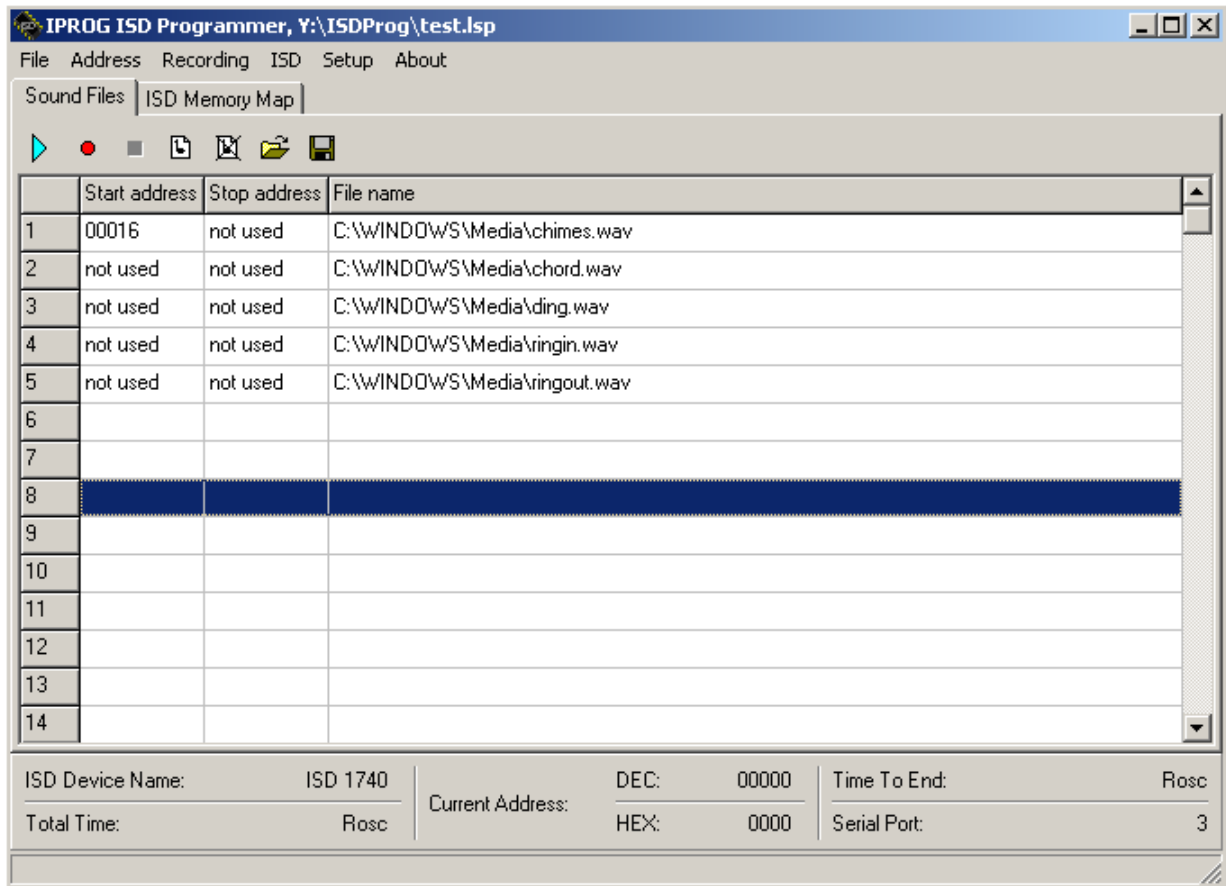 IPROG ISD Programmer, Y:\ISDProg\test.lsp
File Address Recording ISD Setup About
Sound Files ISD Memory Map
Start address Stop address File name
1 00016 not used C:\WINDOWS\Media\chimes.wav
2 not used not used C:\WINDOWS\Media\chord.wav
3 not used not used C:\WINDOWS\Media\ding.wav
4 not used not used C:\WINDOWS\Media\ringin.wav
5 not used not used C:\WINDOWS\Media\ringout.wav
6
7
8
9
10
11
12
13
14
ISD Device Name: ISD 1740 Current Address: DEC: 00000 Time To End: Rosc
Total Time: Rosc HEX: 0000 Serial Port: 3